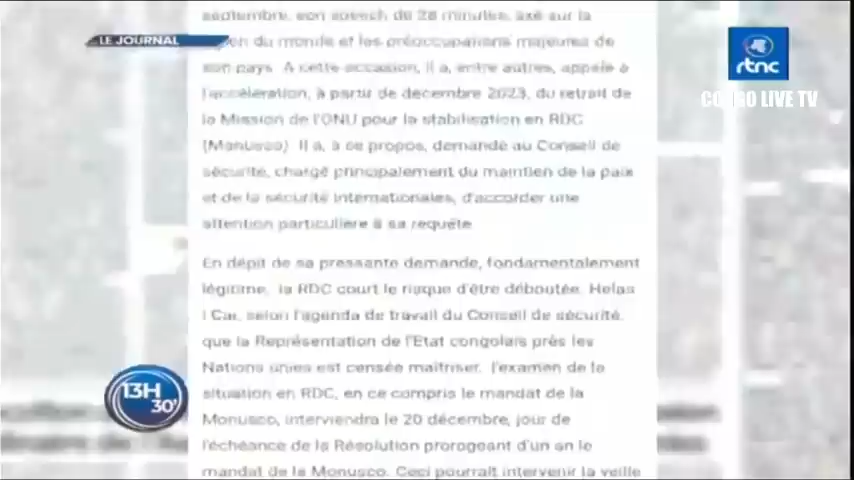 septembre, son speech de 28 minutes, axé sur la
LE JOURNAL
du monde et les préoccupations majeures de
son pays. A cette occasion, il a, entre autres, appelé à
l'accélération, à partir de décembre 2023, du retrait de
la Mission de l'ONU pour la stabilisation en RDC
(Monusco). Il a, à ce propos, demandé au Conseil de
sécurité, chargé principalement du maintien de la paix
et de la sécurité internationales, d'accorder une
attention particulière à sa requête.
En dépit de sa pressante demande, fondamentalement
légitime, la RDC court le risque d'être déboutée. Helas
! Car, selon l'agenda de travail du Conseil de sécurité,
que la Représentation de l'Etat congolais près les
Nations unies est censée maîtriser, l'examen de la
situation en RDC, en ce compris le mandat de la
Monusco, interviendra le 20 décembre, jour de
l'échéance de la Résolution prorogeant d'un an le
mandat de la Monusco. Ceci pourrait intervenir la veille
rtnc
CONGO LIVE TV
13H
30'